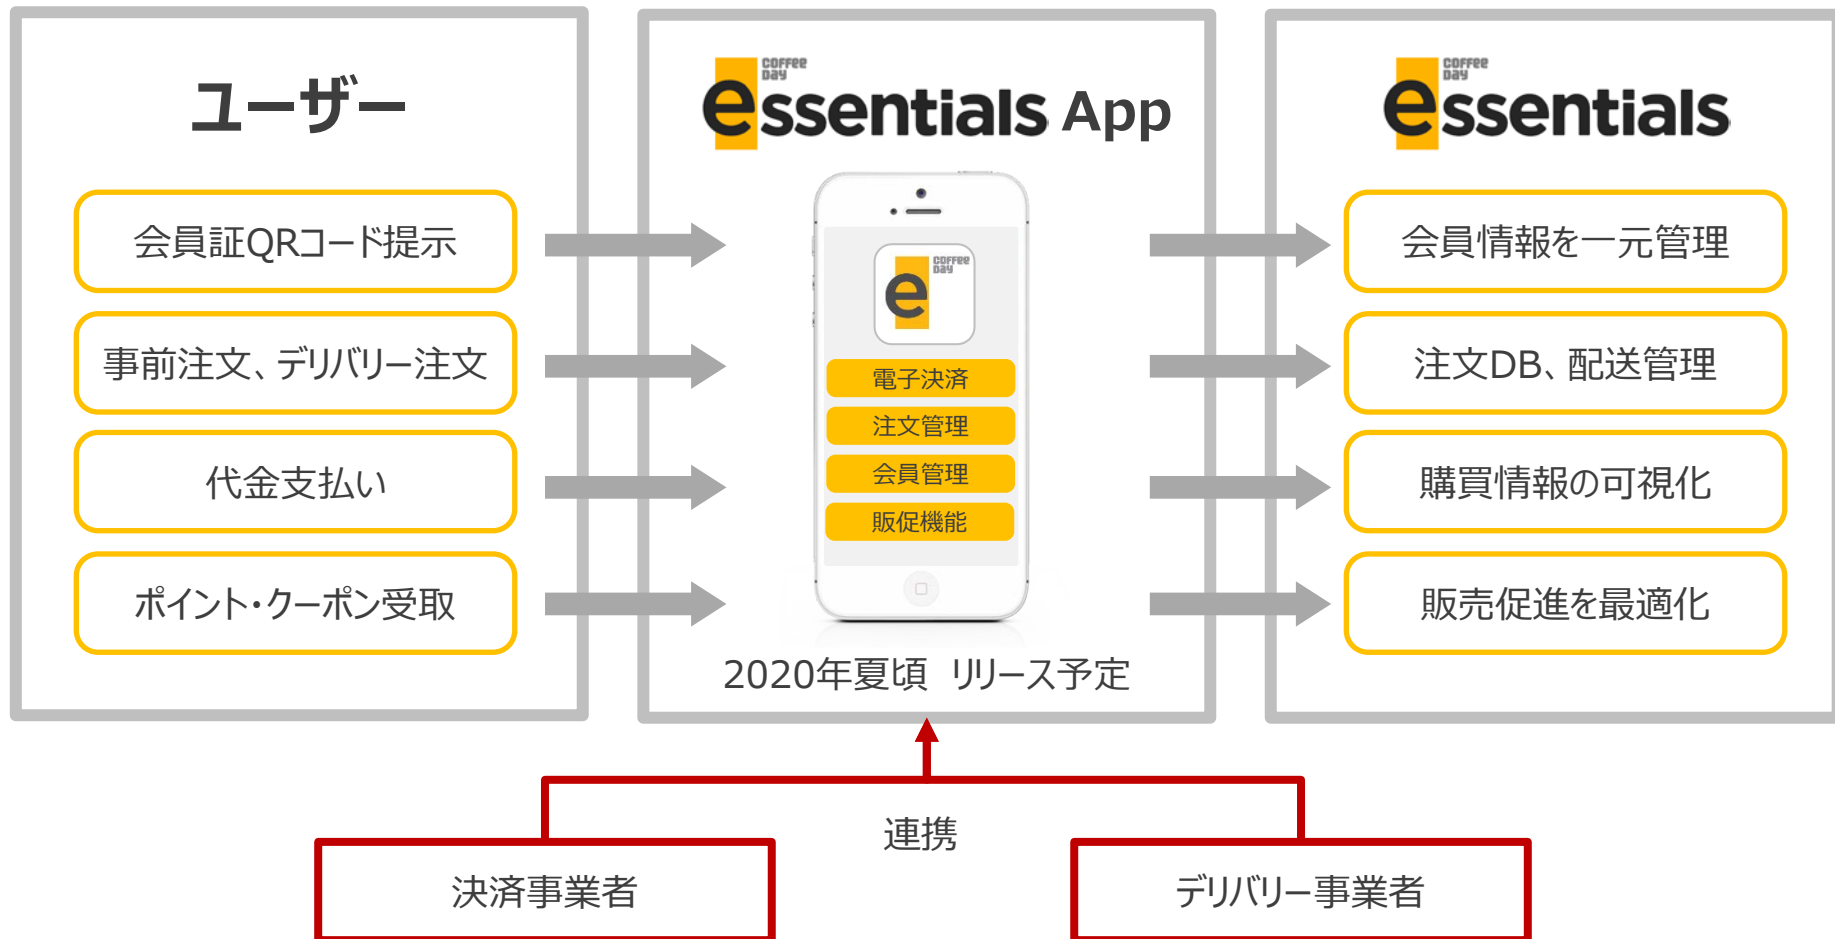 ユーザー
会員証QRコード提示
事前注文、デリバリー注文
代金支払い
ポイント・クーポン受取
COFFEE
DAY
essentials App
COFFEE
DAY
e
電子決済
注文管理
会員管理
販促機能
2020年夏頃 リリース予定
COFFEE
DAY
essentials
会員情報を一元管理
注文DB、配送管理
購買情報の可視化
販売促進を最適化
連携
決済事業者
デリバリー事業者